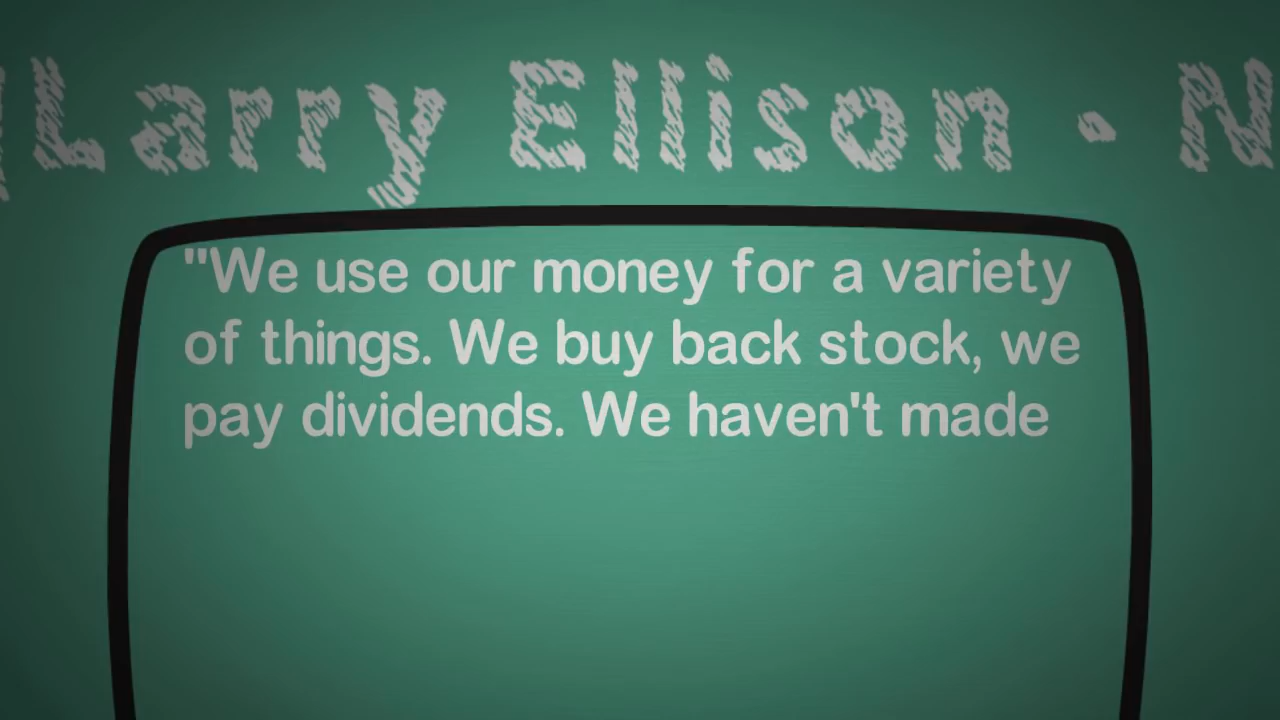 Larry Ellison • N
"We use our money for a variety
of things. We buy back stock, we
pay dividends. We haven't made